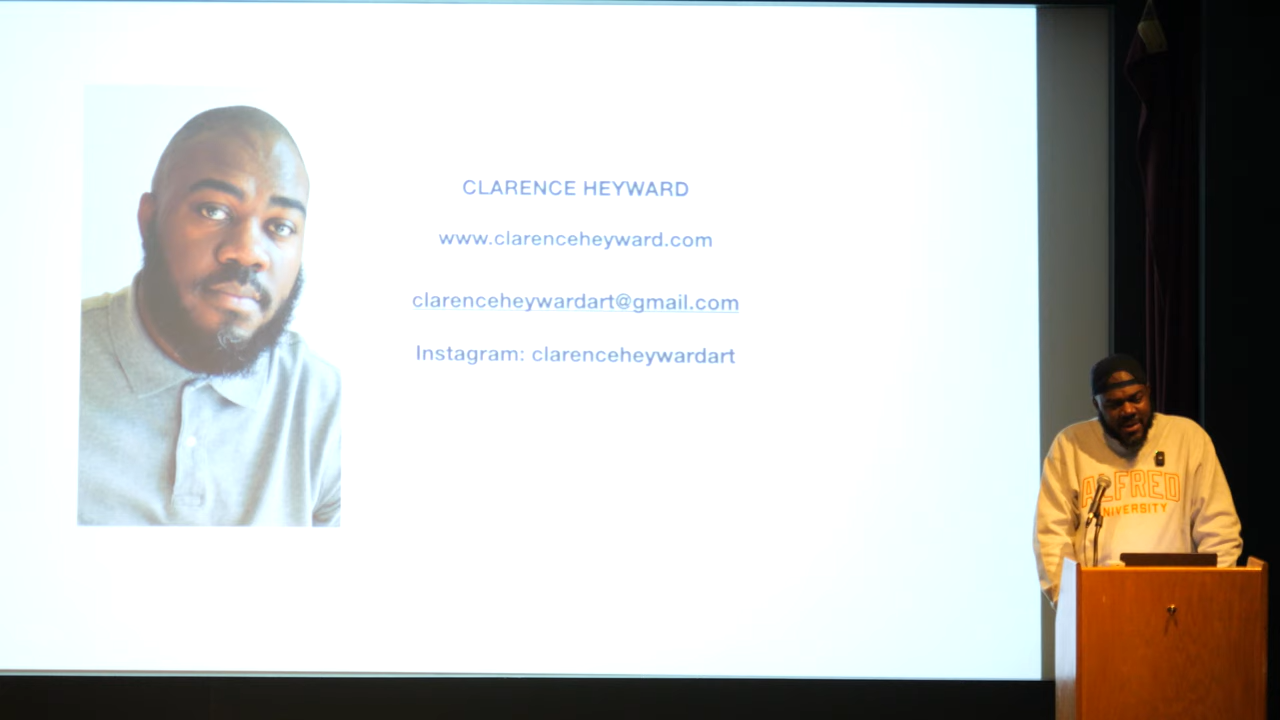 CLARENCE HEYWARD
www.clarenceheyward.com
clarenceheywardart@gmail.com
Instagram: clarenceheywardart
ALFRED
UNIVERSITY